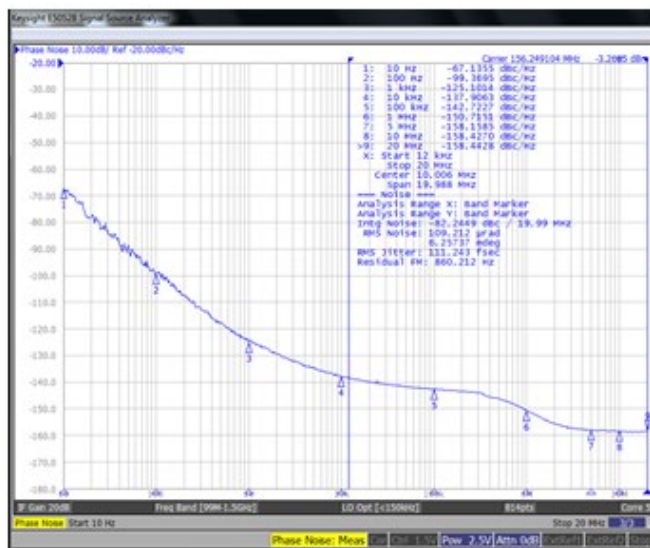 Keysight E5052B Signal Source Analyzer
Phase Noise 10.00dB/ Ref -20.00dBc/Hz
Carrier 156.249104 MHz
-20.00
-30.00
-40.00
-50.00
-60.00
-70.00
-80.00
-90.00
-100.0
-110.0
-120.0
-130.0
-140.0
-150.0
-160.0
-170.0
-180.0
1: 10 Hz -67.1355 dBc/Hz
2: 100 Hz -99.3695 dBc/Hz
3: 1 kHz -125.1014 dBc/Hz
4: 10 kHz -137.9063 dBc/Hz
5: 100 kHz -142.7227 dBc/Hz
6: 1 MHz -150.7151 dBc/Hz
7: 5 MHz -158.1585 dBc/Hz
8: 10 MHz -158.4270 dBc/Hz
>9: 20 MHz -158.4428 dBc/Hz
X: Start 12 kHz
Stop 20 MHz
Center 10.006 MHz
Span 19.988 MHz
=== Noise ===
Analysis Range X: Band Marker
Analysis Range Y: Band Marker
Intg Noise: -82.2449 dBc / 19.99 MHz
RMS Noise: 109.212 µrad
6.25737 mdeg
RMS Jitter: 111.243 fsec
Residual FM: 860.212 Hz
1
2
3
4
5
6
7
8
IF Gain 20dB
Freq Band [99M-1.5GHz]
LO Opt [<150kHz]
814pts
Phase Noise Start 10 Hz
Stop 20 MHz
Phase Noise: Meas
Pow 2.5V
Attn 0dB
ExtRef1
ExtRef2